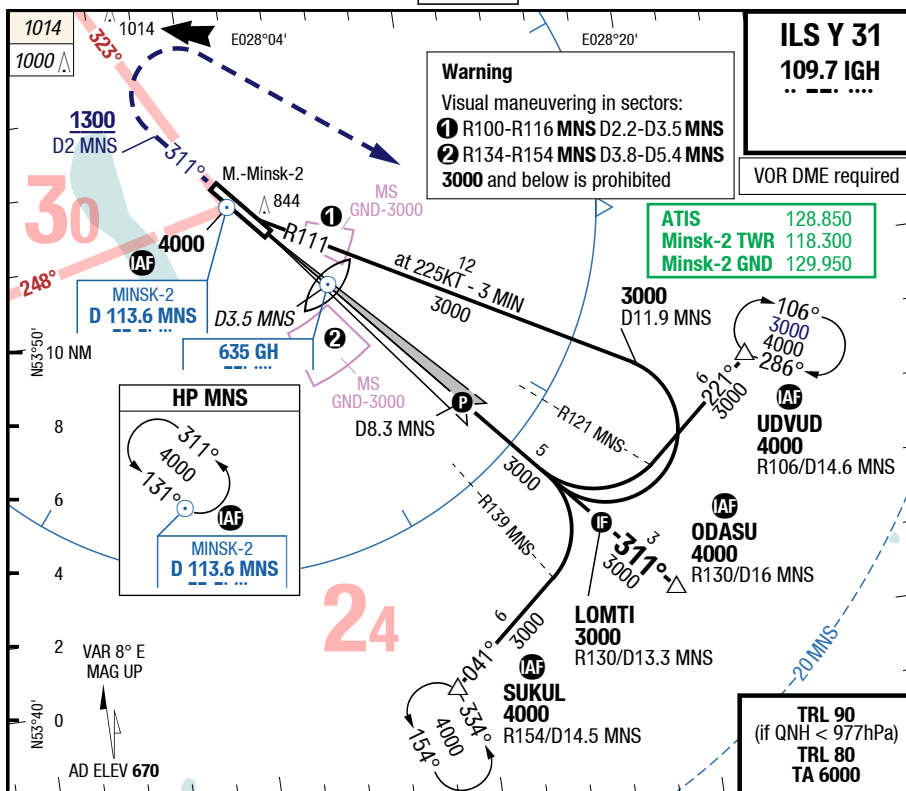 1014
1014
1000
E028°04'
E028°20'
323°
ILS Y 31
109.7 IGH
VOR DME required
Warning
Visual maneuvering in sectors:
1 R100-R116 MNS D2.2-D3.5 MNS
2 R134-R154 MNS D3.8-D5.4 MNS
3000 and below is prohibited
1300
D2 MNS
311°
M.-Minsk-2
844
MS
GND-3000
1
R111
30
4000
IAF
248°
MINSK-2
D 113.6 MNS
D3.5 MNS
635 GH
2
MS
GND-3000
12
at 225KT - 3 MIN
3000
ATIS 128.850
Minsk-2 TWR 118.300
Minsk-2 GND 129.950
3000
D11.9 MNS
106°
3000
4000
286°
6
221°
3000
IAF
UDVUD
4000
R106/D14.6 MNS
N53°50'
10 NM
8
6
4
2
0
N53°40'
HP MNS
311°
4000
131°
IAF
MINSK-2
D 113.6 MNS
P
D8.3 MNS
R121 MNS
5
3000
R139 MNS
IF
3
311°
3000
IAF
ODASU
4000
R130/D16 MNS
LOMTI
3000
R130/D13.3 MNS
24
6
041°
3000
IAF
SUKUL
4000
R154/D14.5 MNS
334°
4000
154°
20 MNS
VAR 8° E
MAG UP
AD ELEV 670
TRL 90
(if QNH < 977hPa)
TRL 80
TA 6000